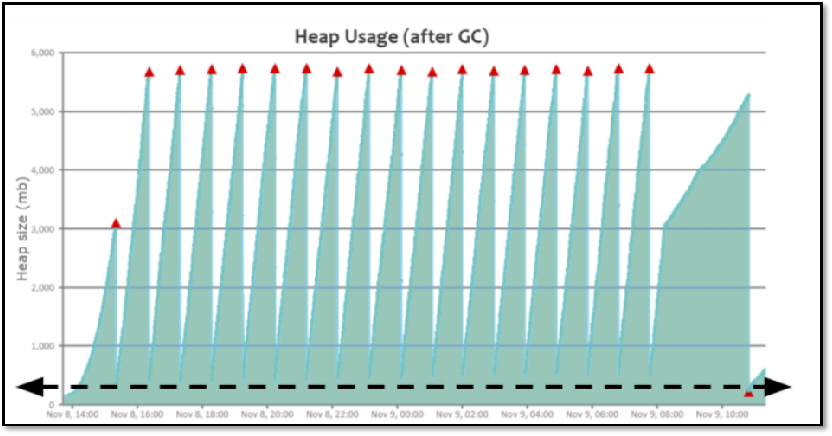 Heap Usage (after GC)
6,000
5,000
4,000
3,000
2,000
1,000
0
Heap size (mb)
Nov 8, 14:00 Nov 8, 16:00 Nov 8, 18:00 Nov 8, 20:00 Nov 8, 22:00 Nov 9, 00:00 Nov 9, 02:00 Nov 9, 04:00 Nov 9, 06:00 Nov 9, 08:00 Nov 9, 10:00